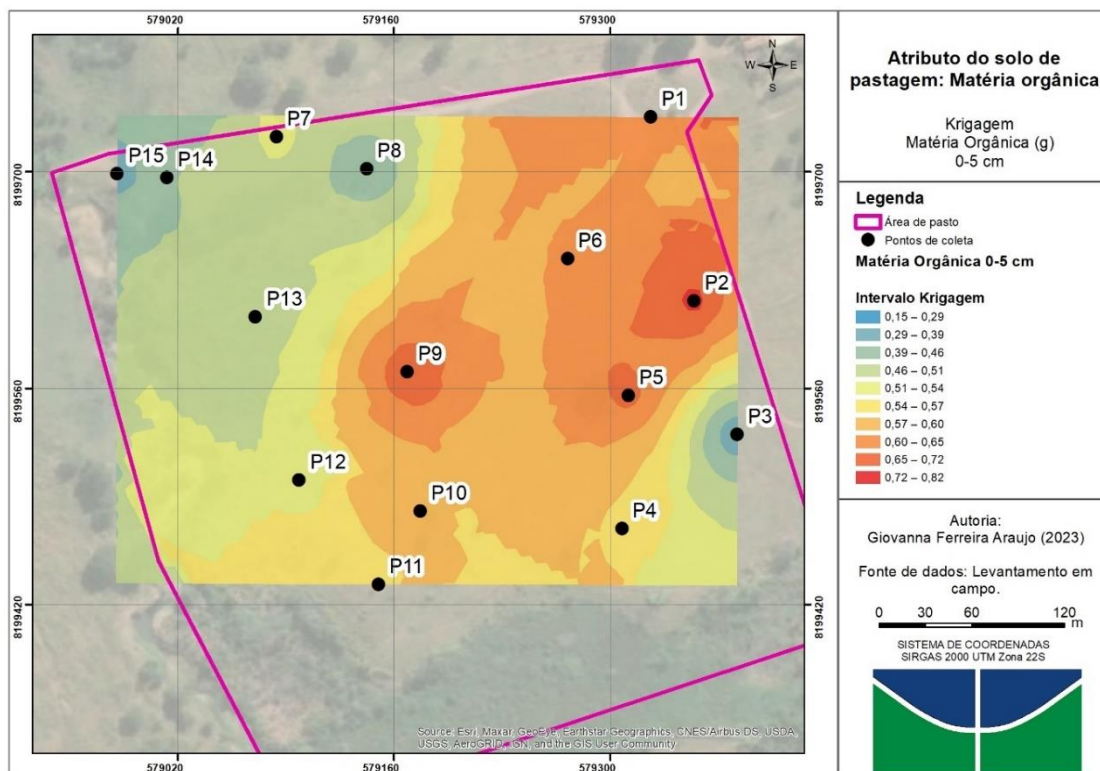 579020 579160 579300
8199700
8199560
8199420
N
W E
S
P1
P7
P8
P15
P14
P6
P2
P13
P9
P5
P3
P12
P10
P4
P11
Source: Esri, Maxar, GeoEye, Earthstar Geographics, CNES/Airbus DS, USDA,
USGS, AeroGRID, IGN, and the GIS User Community
8199700
8199560
8199420
579020 579160 579300
Atributo do solo de
pastagem: Matéria orgânica
Krigagem
Matéria Orgânica (g)
0-5 cm
Legenda
Área de pasto
Pontos de coleta
Matéria Orgânica 0-5 cm
Intervalo Krigagem
0,15 – 0,29
0,29 – 0,39
0,39 – 0,46
0,46 – 0,51
0,51 – 0,54
0,54 – 0,57
0,57 – 0,60
0,60 – 0,65
0,65 – 0,72
0,72 – 0,82
Autoria:
Giovanna Ferreira Araujo (2023)
Fonte de dados: Levantamento em
campo.
0 30 60 120
m
SISTEMA DE COORDENADAS
SIRGAS 2000 UTM Zona 22S